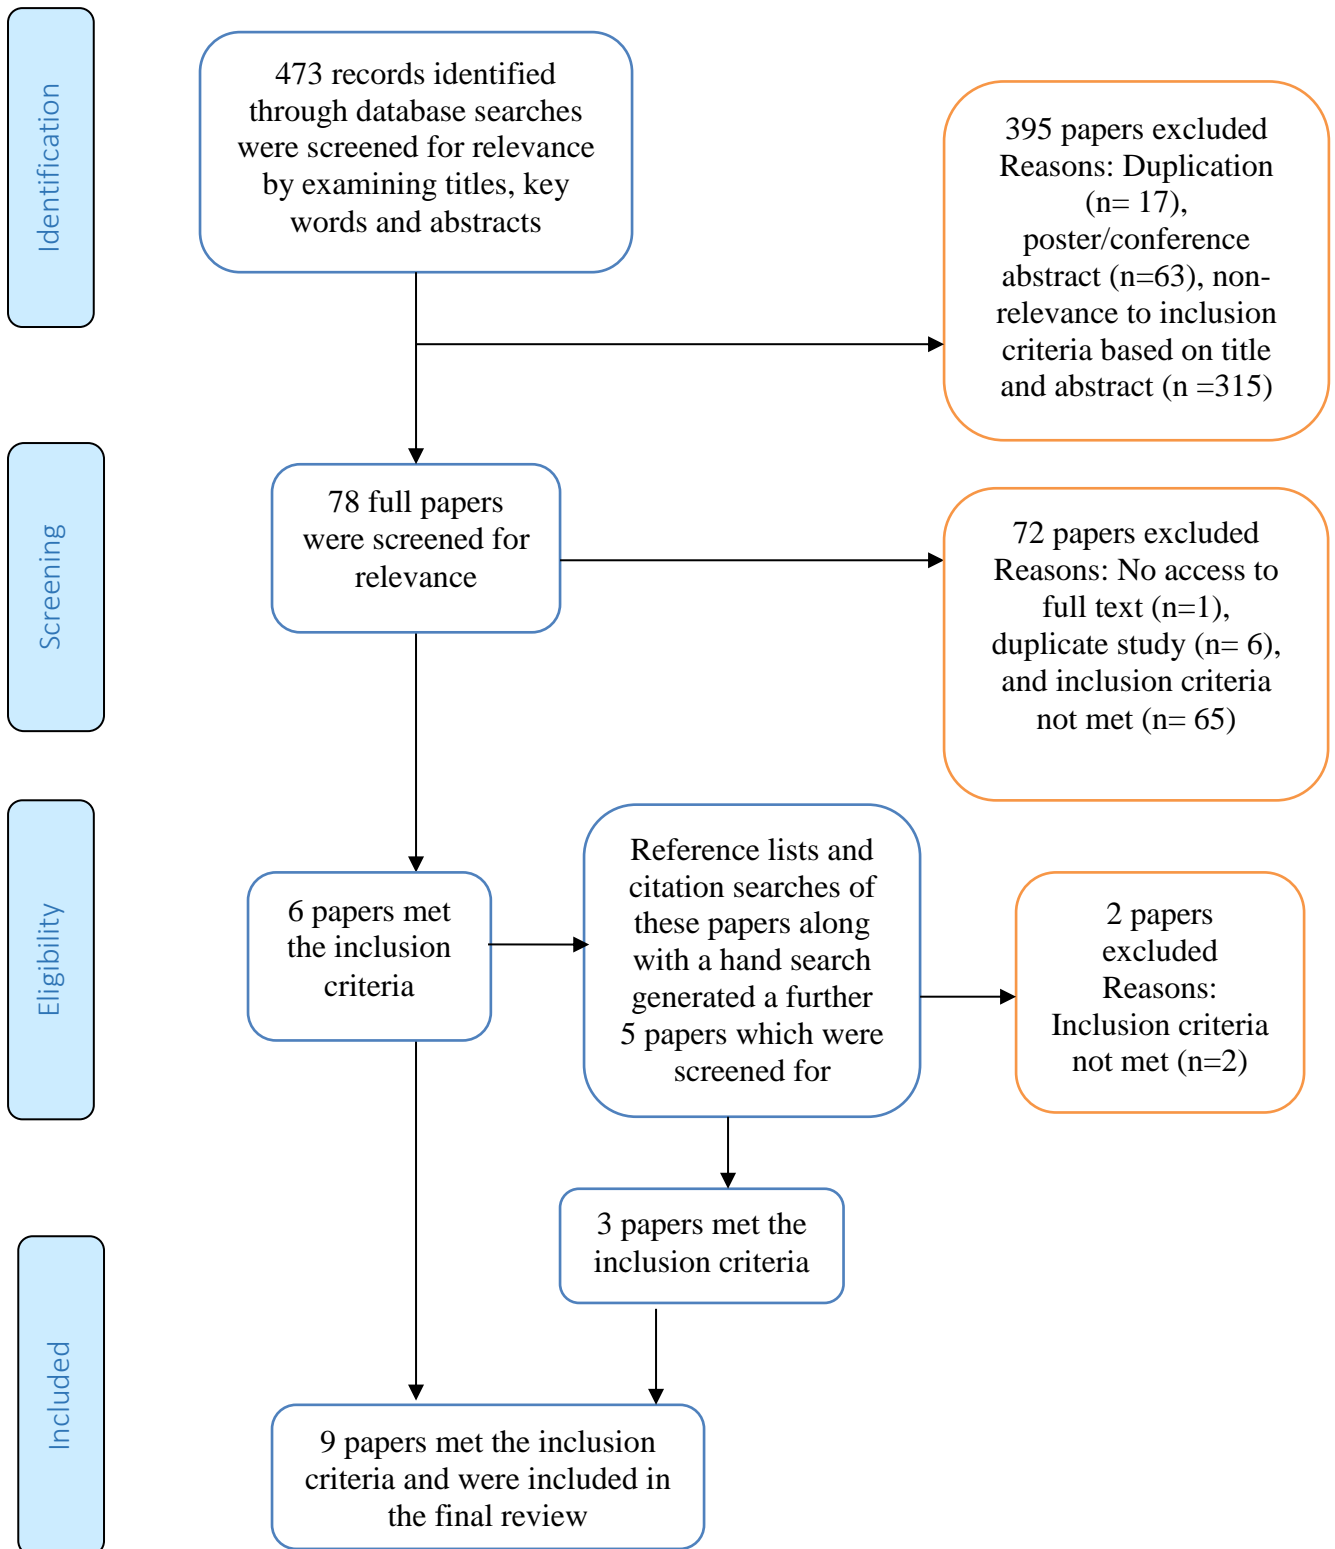 Identification
473 records identified
through database searches
were screened for relevance
by examining titles, key
words and abstracts
395 papers excluded
Reasons: Duplication
(n= 17),
poster/conference
abstract (n=63), non-
relevance to inclusion
criteria based on title
and abstract (n =315)
Screening
78 full papers
were screened for
relevance
72 papers excluded
Reasons: No access to
full text (n=1),
duplicate study (n= 6),
and inclusion criteria
not met (n= 65)
Eligibility
6 papers met
the inclusion
criteria
Reference lists and
citation searches of
these papers along
with a hand search
generated a further
5 papers which were
screened for
2 papers
excluded
Reasons:
Inclusion criteria
not met (n=2)
3 papers met the
inclusion criteria
Included
9 papers met the inclusion
criteria and were included in
the final review